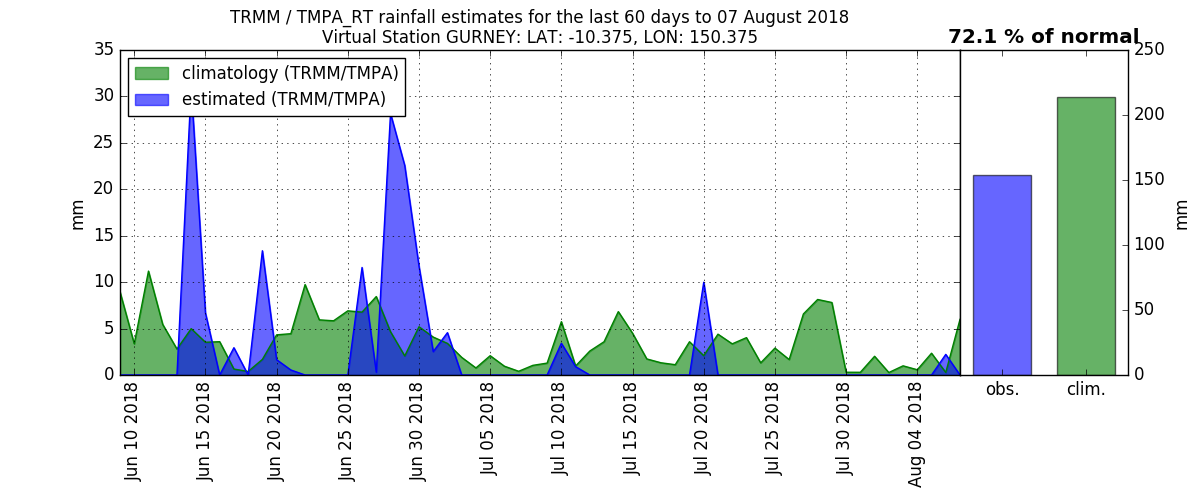 TRMM / TMPA_RT rainfall estimates for the last 60 days to 07 August 2018
Virtual Station GURNEY: LAT: -10.375, LON: 150.375
72.1 % of normal
climatology (TRMM/TMPA)
estimated (TRMM/TMPA)
35
30
25
20
15
10
5
0
mm
Jun 10 2018
Jun 15 2018
Jun 20 2018
Jun 25 2018
Jun 30 2018
Jul 05 2018
Jul 10 2018
Jul 15 2018
Jul 20 2018
Jul 25 2018
Jul 30 2018
Aug 04 2018
obs.
clim.
250
200
150
100
50
0
mm